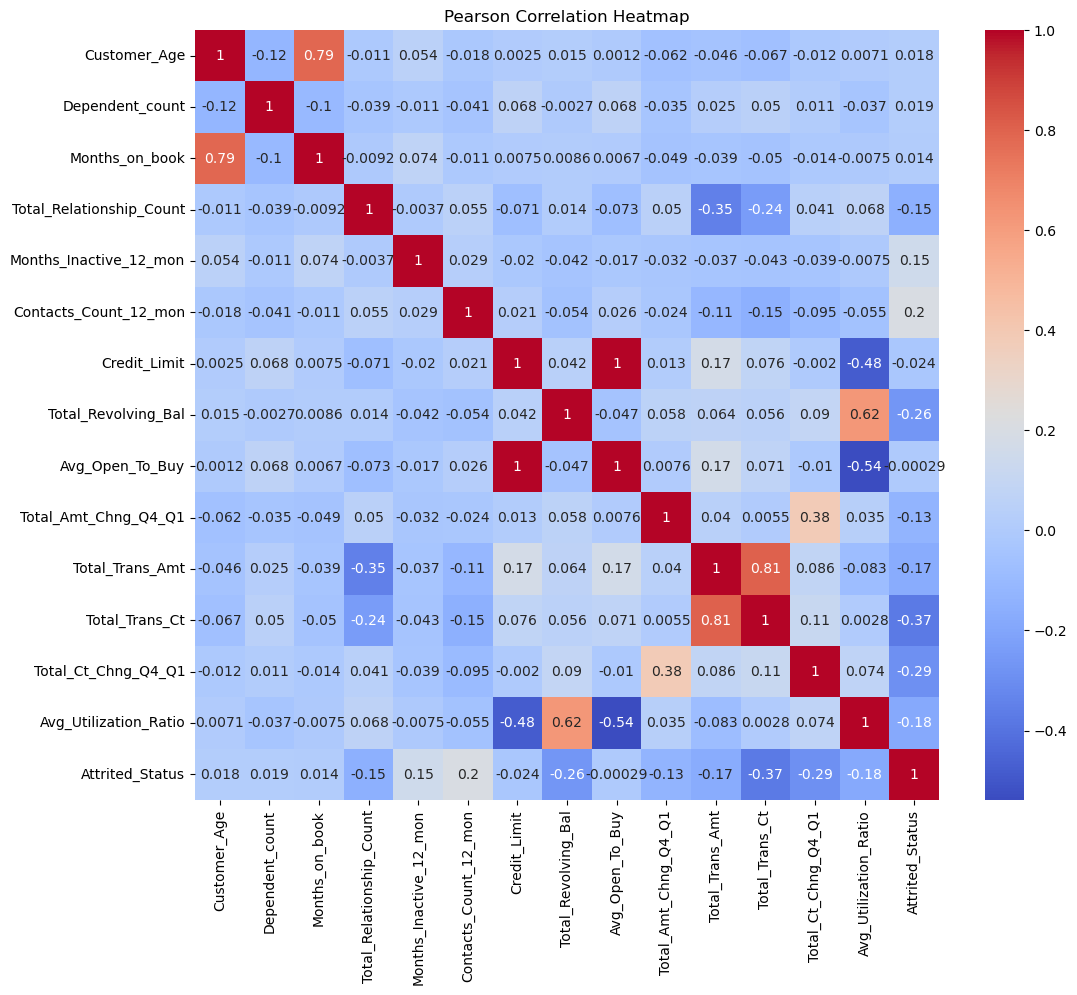 Pearson Correlation Heatmap
Customer_Age 1 -0.12 0.79 -0.011 0.054 -0.018 0.0025 0.015 0.0012 -0.062 -0.046 -0.067 -0.012 0.0071 0.018
Dependent_count -0.12 1 -0.1 -0.039 -0.011 -0.041 0.068 -0.0027 0.068 -0.035 0.025 0.05 0.011 -0.037 0.019
Months_on_book 0.79 -0.1 1 -0.0092 0.074 -0.011 0.0075 0.0086 0.0067 -0.049 -0.039 -0.05 -0.014 -0.0075 0.014
Total_Relationship_Count -0.011 -0.039 -0.0092 1 -0.0037 0.055 -0.071 0.014 -0.073 0.05 -0.35 -0.24 0.041 0.068 -0.15
Months_Inactive_12_mon 0.054 -0.011 0.074 -0.0037 1 0.029 -0.02 -0.042 -0.017 -0.032 -0.037 -0.043 -0.039 -0.0075 0.15
Contacts_Count_12_mon -0.018 -0.041 -0.011 0.055 0.029 1 0.021 -0.054 0.026 -0.024 -0.11 -0.15 -0.095 -0.055 0.2
Credit_Limit 0.0025 0.068 0.0075 -0.071 -0.02 0.021 1 0.042 1 0.013 0.17 0.076 -0.002 -0.48 -0.024
Total_Revolving_Bal 0.015 -0.0027 0.0086 0.014 -0.042 -0.054 0.042 1 -0.047 0.058 0.064 0.056 0.09 0.62 -0.26
Avg_Open_To_Buy 0.0012 0.068 0.0067 -0.073 -0.017 0.026 1 -0.047 1 0.0076 0.17 0.071 -0.01 -0.54 -0.00029
Total_Amt_Chng_Q4_Q1 -0.062 -0.035 -0.049 0.05 -0.032 -0.024 0.013 0.058 0.0076 1 0.04 0.0055 0.38 0.035 -0.13
Total_Trans_Amt -0.046 0.025 -0.039 -0.35 -0.037 -0.11 0.17 0.064 0.17 0.04 1 0.81 0.086 -0.083 -0.17
Total_Trans_Ct -0.067 0.05 -0.05 -0.24 -0.043 -0.15 0.076 0.056 0.071 0.0055 0.81 1 0.11 0.0028 -0.37
Total_Ct_Chng_Q4_Q1 -0.012 0.011 -0.014 0.041 -0.039 -0.095 -0.002 0.09 -0.01 0.38 0.086 0.11 1 0.074 -0.29
Avg_Utilization_Ratio 0.0071 -0.037 -0.0075 0.068 -0.0075 -0.055 -0.48 0.62 -0.54 0.035 -0.083 0.0028 0.074 1 -0.18
Attrited_Status 0.018 0.019 0.014 -0.15 0.15 0.2 -0.024 -0.26 -0.00029 -0.13 -0.17 -0.37 -0.29 -0.18 1
Customer_Age
Dependent_count
Months_on_book
Total_Relationship_Count
Months_Inactive_12_mon
Contacts_Count_12_mon
Credit_Limit
Total_Revolving_Bal
Avg_Open_To_Buy
Total_Amt_Chng_Q4_Q1
Total_Trans_Amt
Total_Trans_Ct
Total_Ct_Chng_Q4_Q1
Avg_Utilization_Ratio
Attrited_Status
1.0
0.8
0.6
0.4
0.2
0.0
−0.2
−0.4